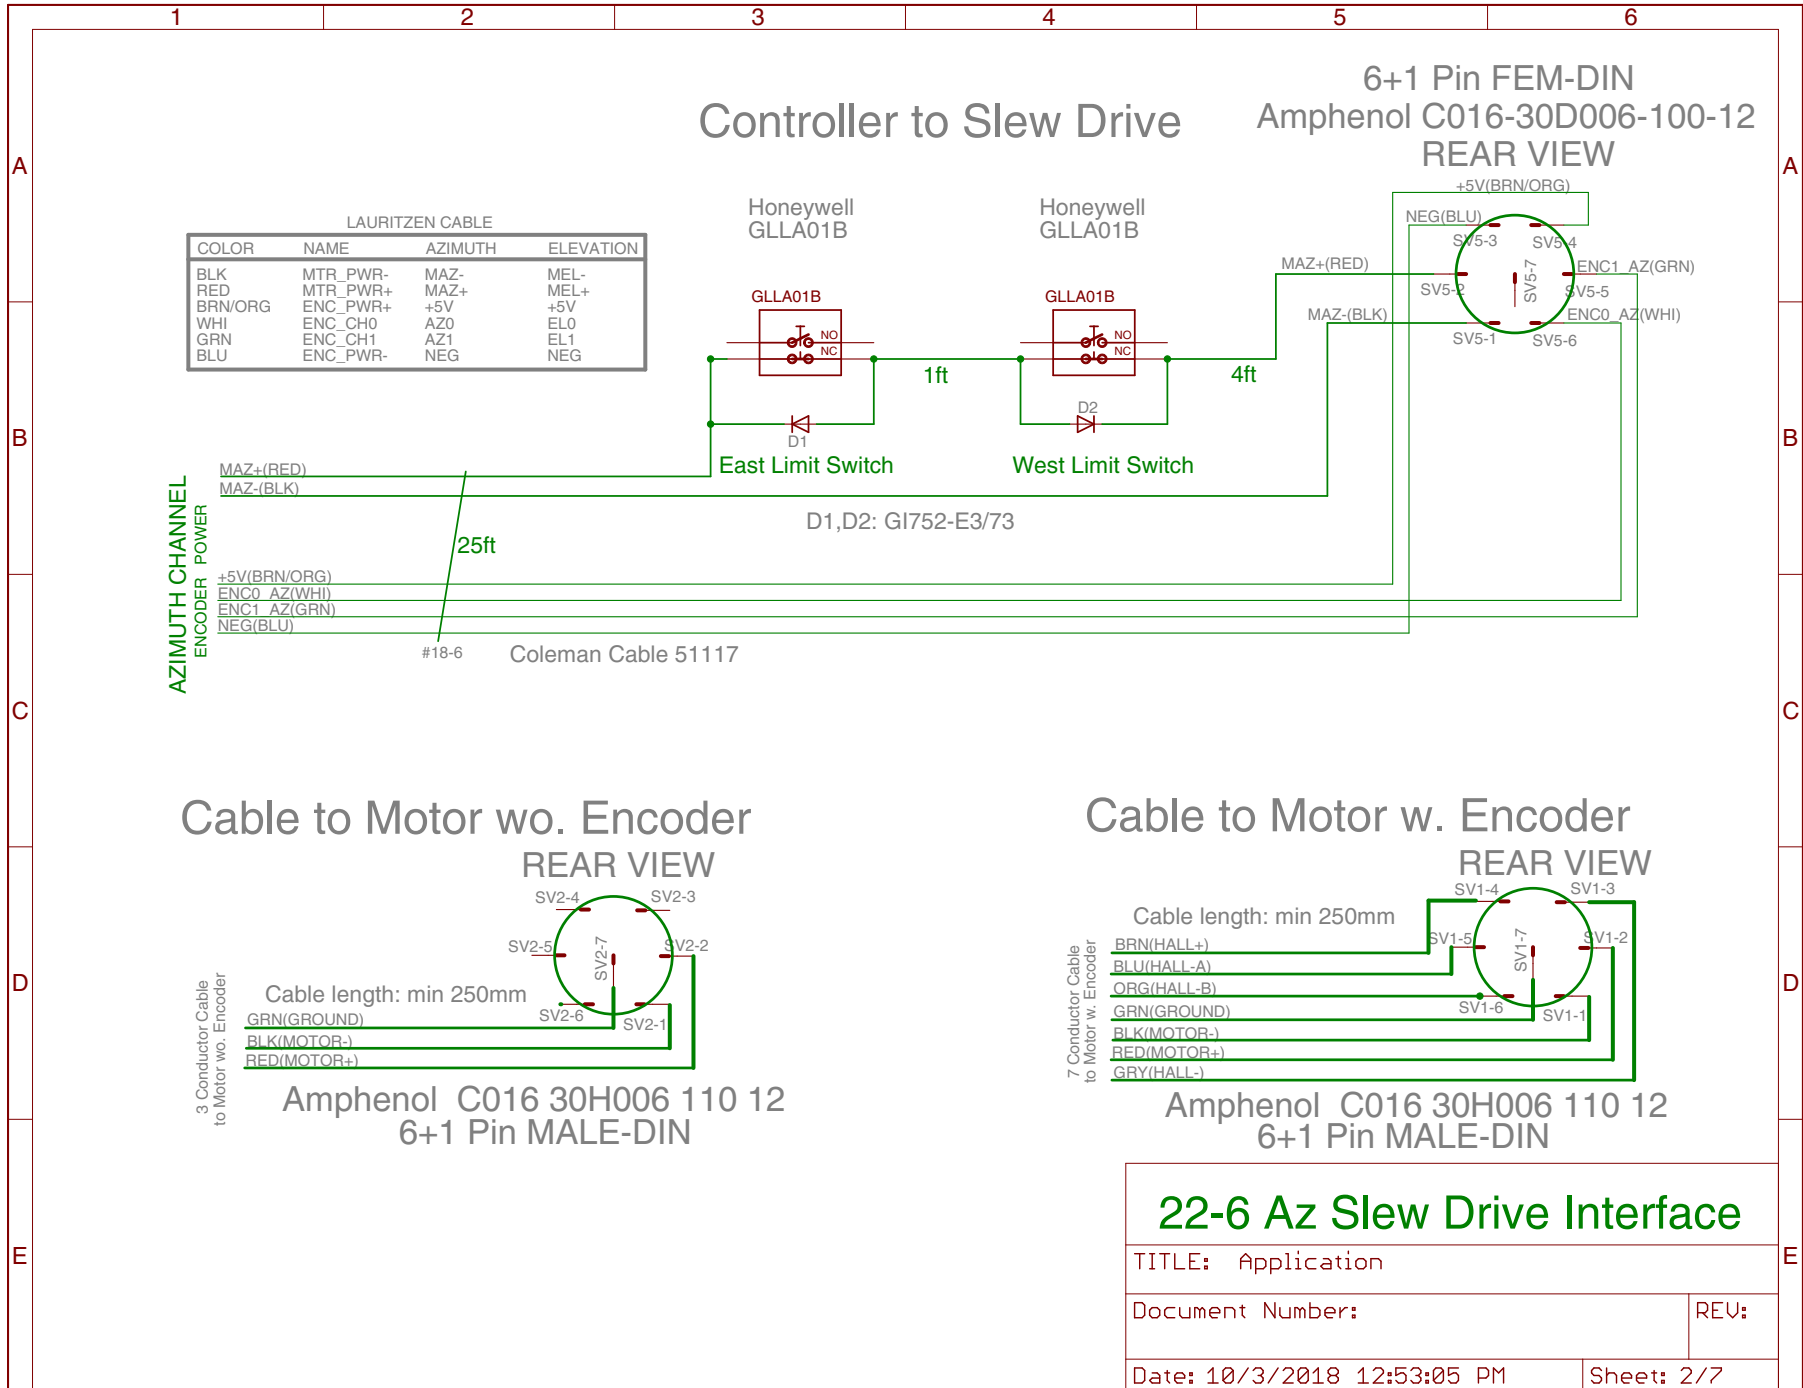 1 2 3 4 5 6
A A
B B
C C
D D
E E
Controller to Slew Drive
6+1 Pin FEM-DIN
Amphenol C016-30D006-100-12
REAR VIEW
LAURITZEN CABLE
COLOR NAME AZIMUTH ELEVATION
BLK MTR_PWR- MAZ- MEL-
RED MTR_PWR+ MAZ+ MEL+
BRN/ORG ENC_PWR+ +5V +5V
WHI ENC_CH0 AZ0 EL0
GRN ENC_CH1 AZ1 EL1
BLU ENC_PWR- NEG NEG
Honeywell
GLLA01B
GLLA01B
NO
NC
D1
East Limit Switch
1ft
Honeywell
GLLA01B
GLLA01B
NO
NC
D2
West Limit Switch
4ft
+5V(BRN/ORG)
NEG(BLU)
MAZ+(RED)
MAZ-(BLK)
SV5-3
SV5-4
SV5-2
SV5-7
SV5-5
SV5-1
SV5-6
ENC1_AZ(GRN)
ENC0_AZ(WHI)
AZIMUTH CHANNEL
ENCODER POWER
MAZ+(RED)
MAZ-(BLK)
D1,D2: GI752-E3/73
25ft
+5V(BRN/ORG)
ENC0_AZ(WHI)
ENC1_AZ(GRN)
NEG(BLU)
#18-6
Coleman Cable 51117
Cable to Motor wo. Encoder
REAR VIEW
SV2-4
SV2-3
SV2-5
SV2-7
SV2-2
SV2-6
SV2-1
Cable length: min 250mm
3 Conductor Cable
to Motor wo. Encoder
GRN(GROUND)
BLK(MOTOR-)
RED(MOTOR+)
Amphenol C016 30H006 110 12
6+1 Pin MALE-DIN
Cable to Motor w. Encoder
REAR VIEW
SV1-4
SV1-3
Cable length: min 250mm
SV1-5
SV1-7
SV1-2
SV1-6
SV1-1
7 Conductor Cable
to Motor w. Encoder
BRN(HALL+)
BLU(HALL-A)
ORG(HALL-B)
GRN(GROUND)
BLK(MOTOR-)
RED(MOTOR+)
GRY(HALL-)
Amphenol C016 30H006 110 12
6+1 Pin MALE-DIN
22-6 Az Slew Drive Interface
TITLE: Application
Document Number:
REV:
Date: 10/3/2018 12:53:05 PM
Sheet: 2/7